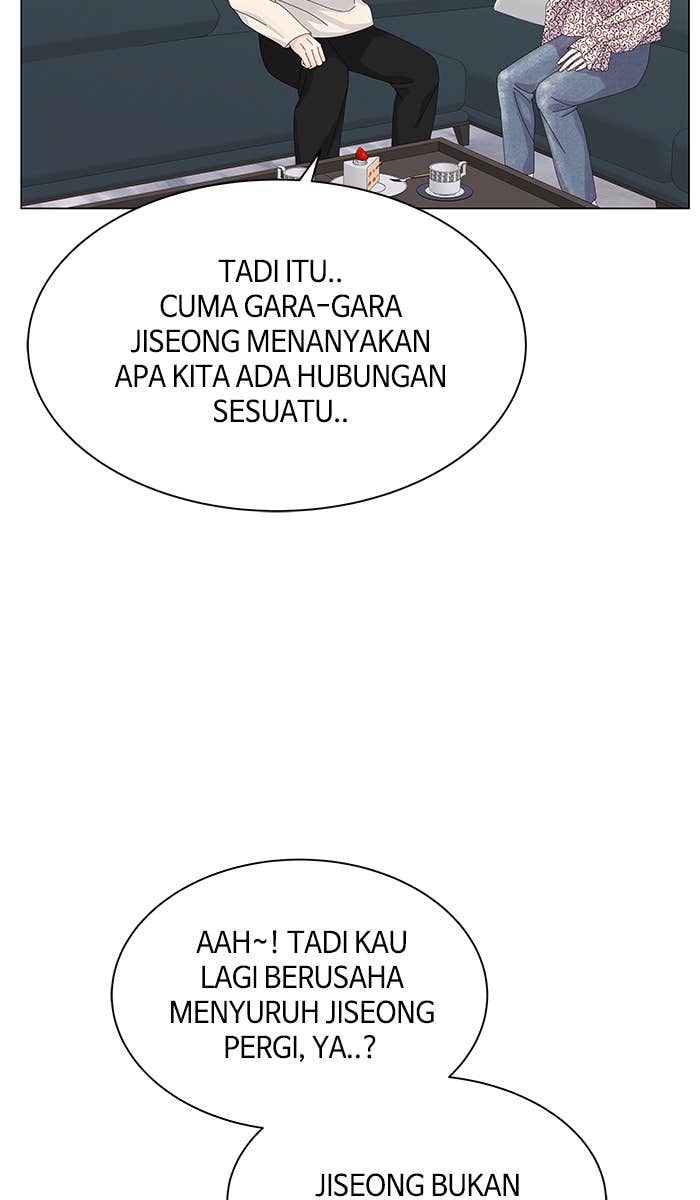 TADI ITU..
CUMA GARA-GARA
JISEONG MENANYAKAN
APA KITA ADA HUBUNGAN
SESUATU..
AAH~! TADI KAU
LAGI BERUSAHA
MENYURUH JISEONG
PERGI, YA..?
JISEONG BUKAN